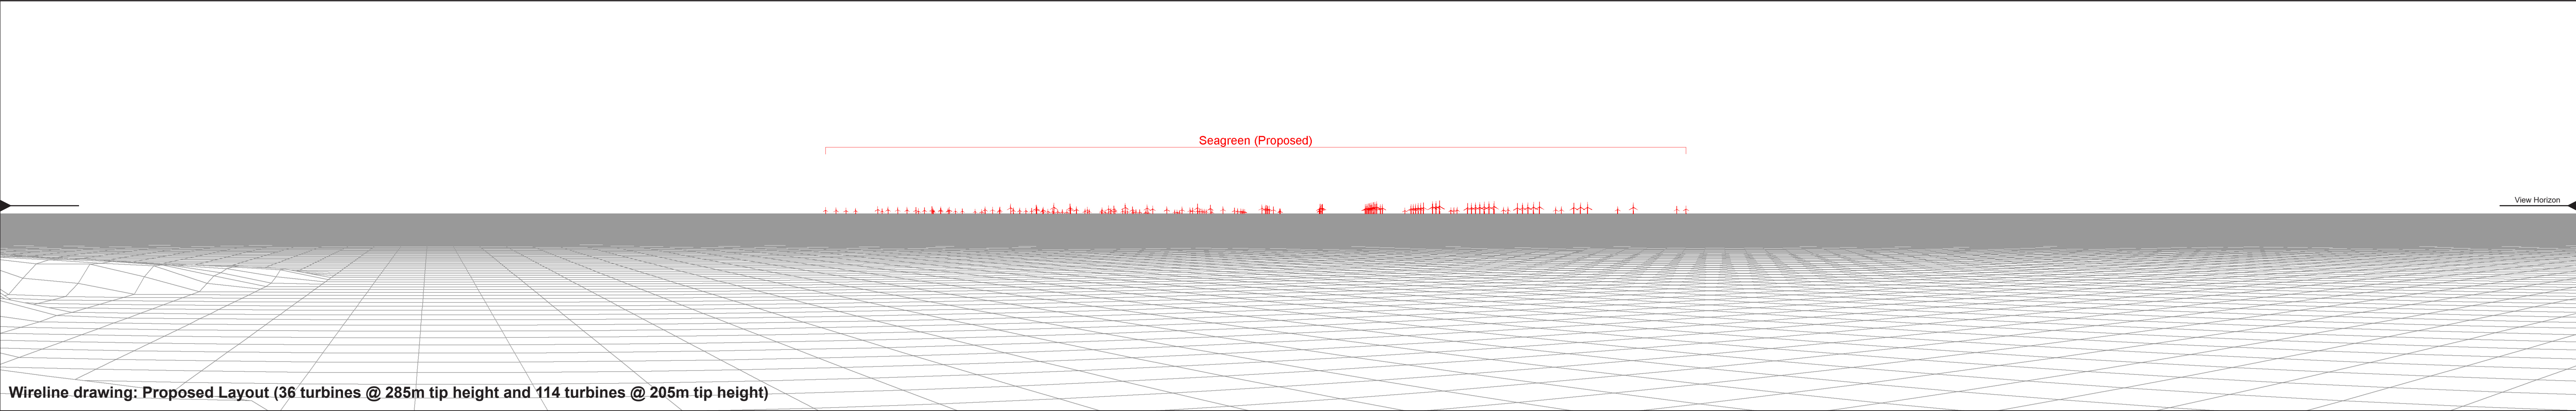 Seagreen (Proposed)
View Horizon
Wireline drawing: Proposed Layout (36 turbines @ 285m tip height and 114 turbines @ 205m tip height)